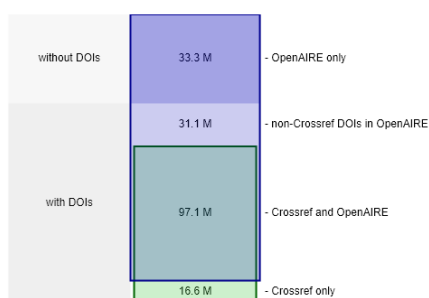 without DOIs 33.3 M - OpenAIRE only
31.1 M - non-Crossref DOIs in OpenAIRE
with DOIs 97.1 M - Crossref and OpenAIRE
16.6 M - Crossref only